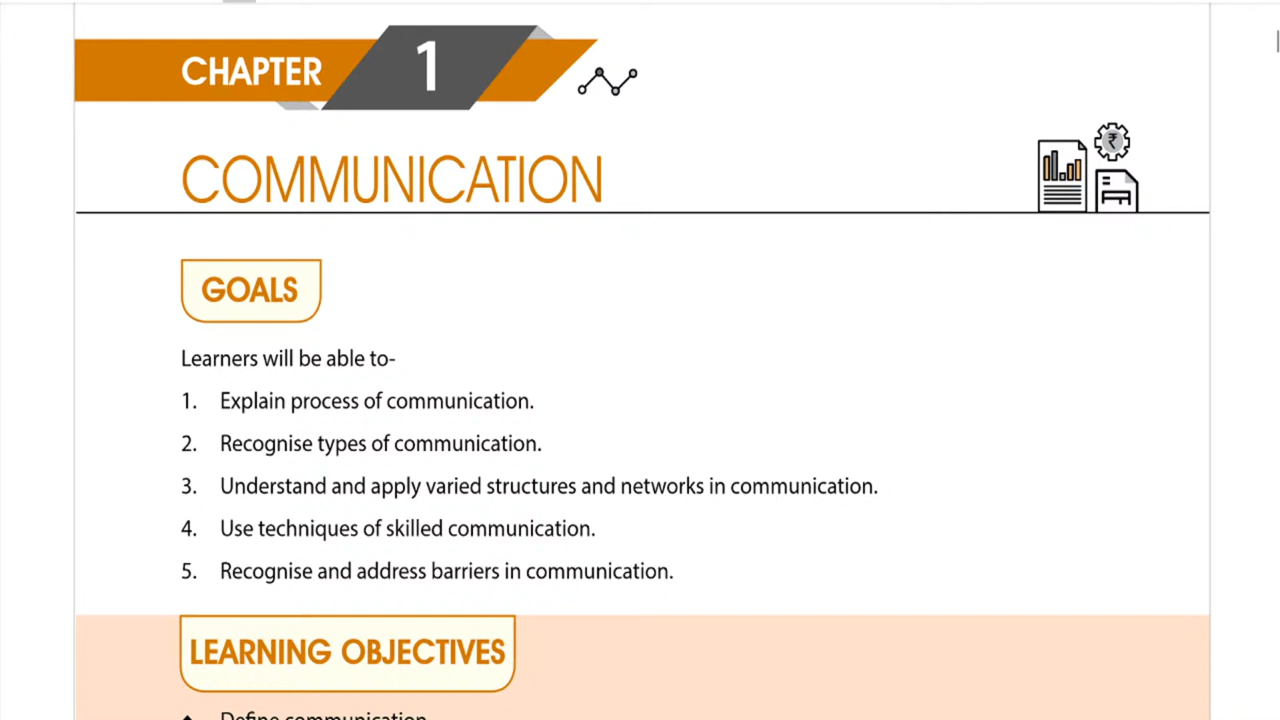 CHAPTER 1
COMMUNICATION
GOALS
Learners will be able to-
1. Explain process of communication.
2. Recognise types of communication.
3. Understand and apply varied structures and networks in communication.
4. Use techniques of skilled communication.
5. Recognise and address barriers in communication.
LEARNING OBJECTIVES
Define communication